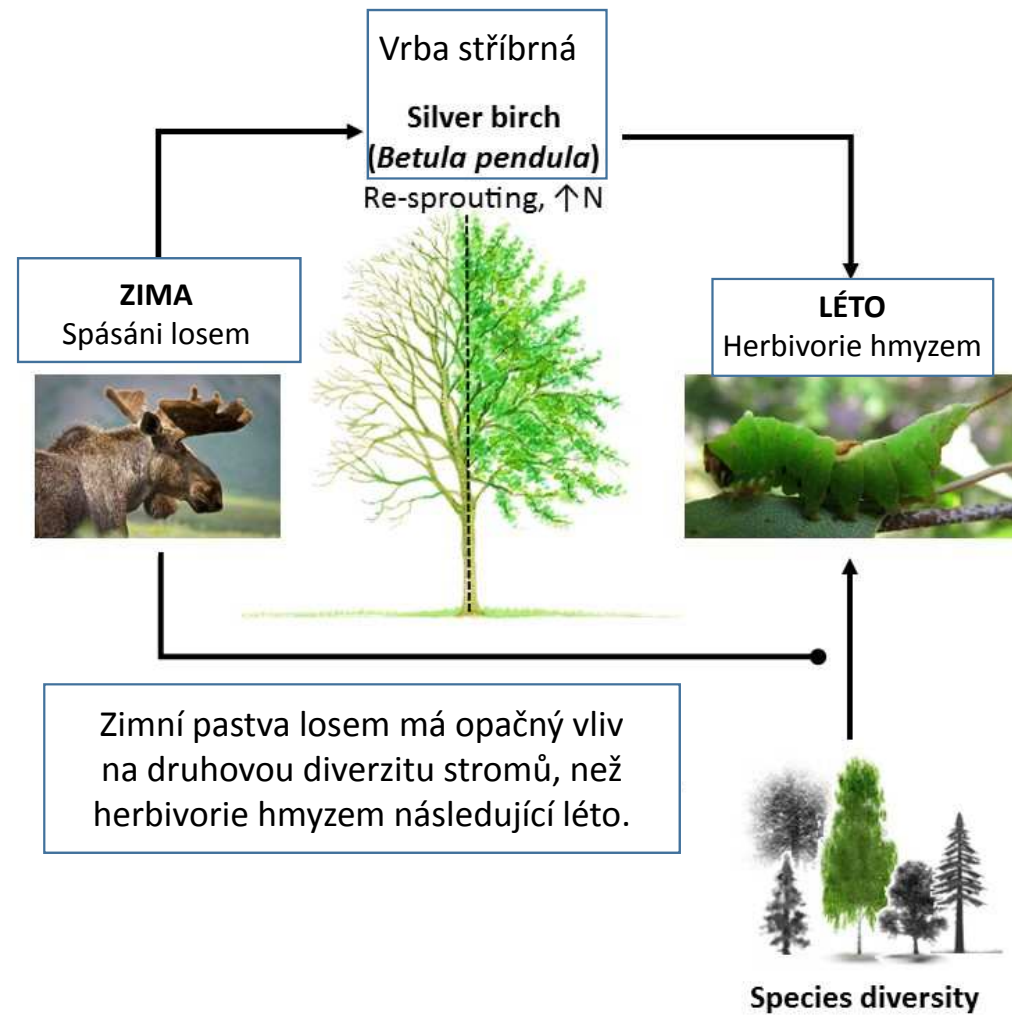 Vrba stříbrná
Silver birch
(Betula pendula)
Re-sprouting, ↑N
ZIMA
Spásáni losem
LÉTO
Herbivorie hmyzem
Zimní pastva losem má opačný vliv
na druhovou diverzitu stromů, než
herbivorie hmyzem následující léto.
Species diversity